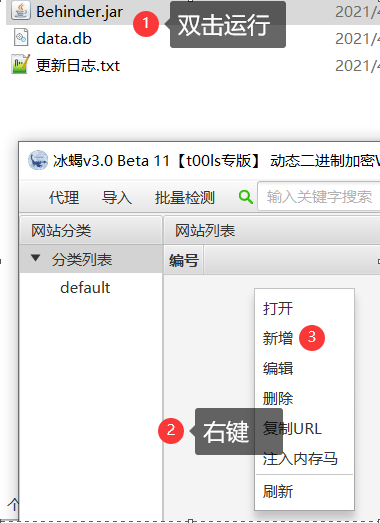 Behinder.jar
2021/4
1
双击运行
data.db
2021/4
更新日志.txt
2021/4
冰蝎v3.0 Beta 11【t00ls专版】 动态二进制加密W
代理
导入
批量检测
输入关键字搜索
网站分类
网站列表
分类列表
编号
default
打开
新增
3
编辑
删除
2
右键
复制URL
注入内存马
刷新
个